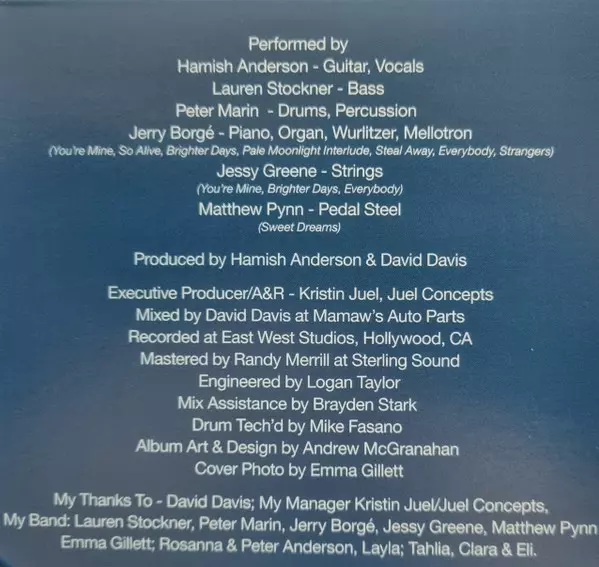 Performed by
Hamish Anderson - Guitar, Vocals
Lauren Stockner - Bass
Peter Marin - Drums, Percussion
Jerry Borgé - Piano, Organ, Wurlitzer, Mellotron
(You're Mine, So Alive, Brighter Days, Pale Moonlight Interlude, Steal Away, Everybody, Strangers)
Jessy Greene - Strings
(You're Mine, Brighter Days, Everybody)
Matthew Pynn - Pedal Steel
(Sweet Dreams)
Produced by Hamish Anderson & David Davis
Executive Producer/A&R - Kristin Juel, Juel Concepts
Mixed by David Davis at Mamaw's Auto Parts
Recorded at East West Studios, Hollywood, CA
Mastered by Randy Merrill at Sterling Sound
Engineered by Logan Taylor
Mix Assistance by Brayden Stark
Drum Tech'd by Mike Fasano
Album Art & Design by Andrew McGranahan
Cover Photo by Emma Gillett
My Thanks To - David Davis; My Manager Kristin Juel/Juel Concepts,
My Band: Lauren Stockner, Peter Marin, Jerry Borgé, Jessy Greene, Matthew Pynn
Emma Gillett; Rosanna & Peter Anderson, Layla; Tahlia, Clara & Eli.